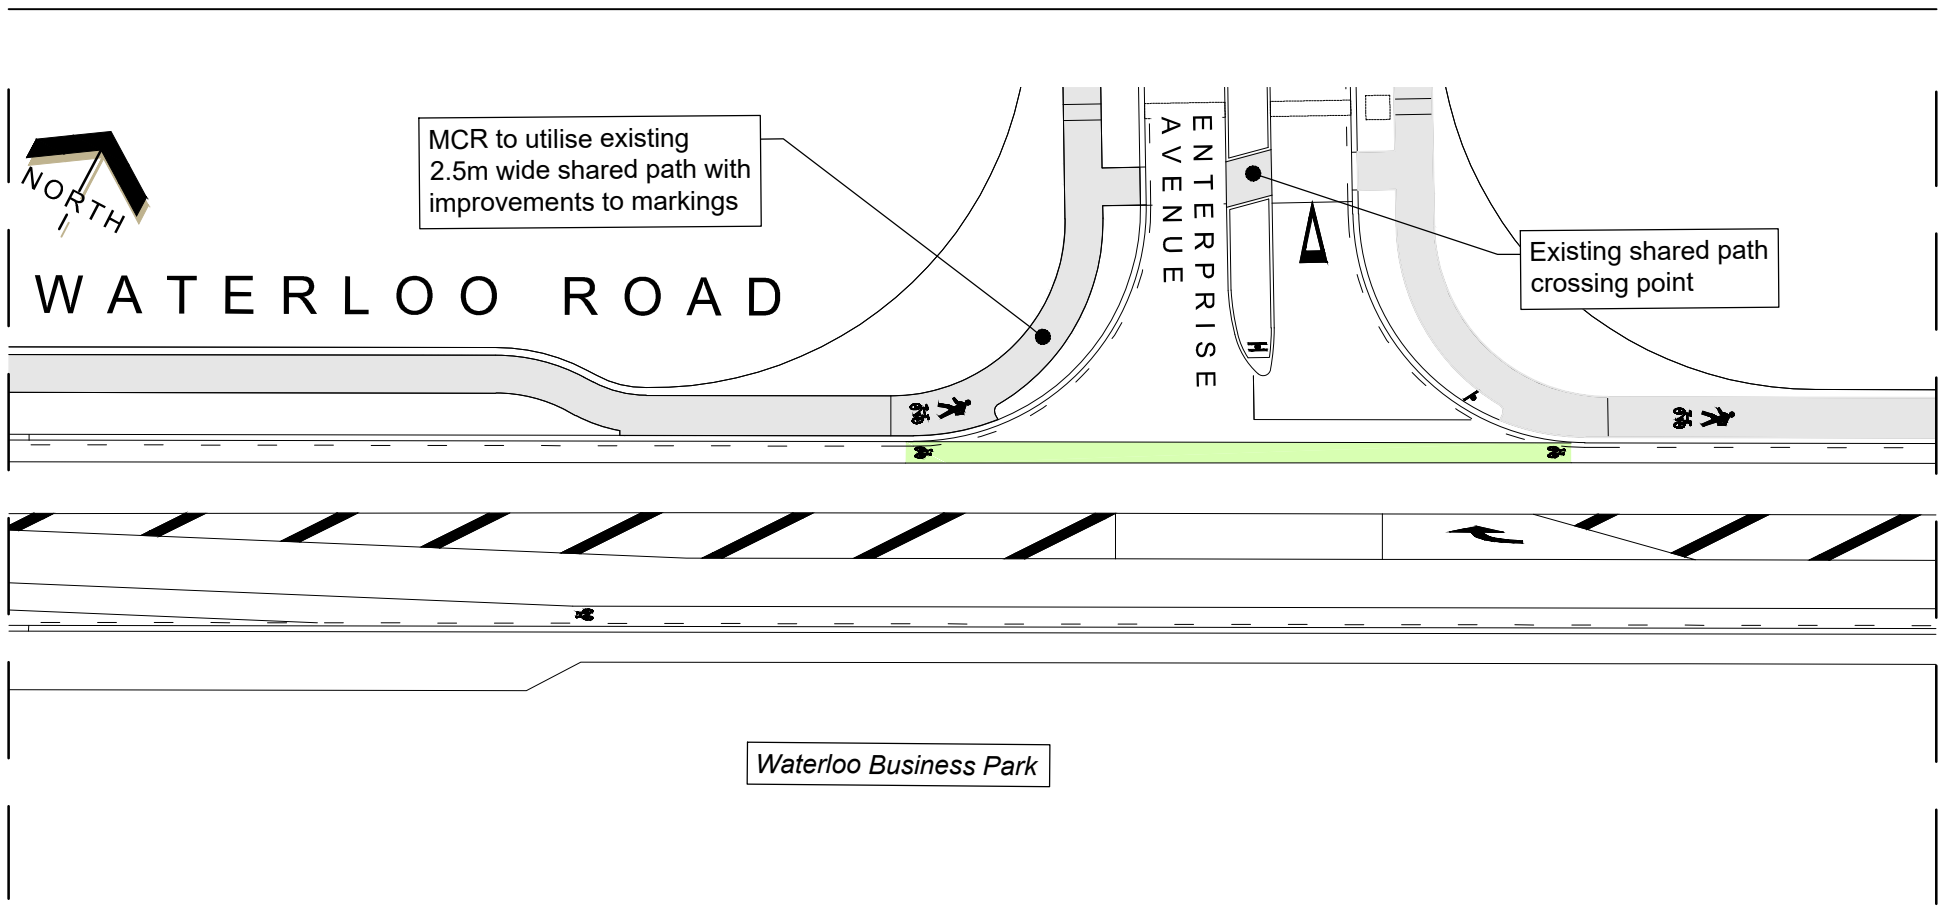 MCR to utilise existing
2.5m wide shared path with
improvements to markings
NORTH
ENTERPRISE
AVENUE
Existing shared path
crossing point
WATERLOO ROAD
Waterloo Business Park